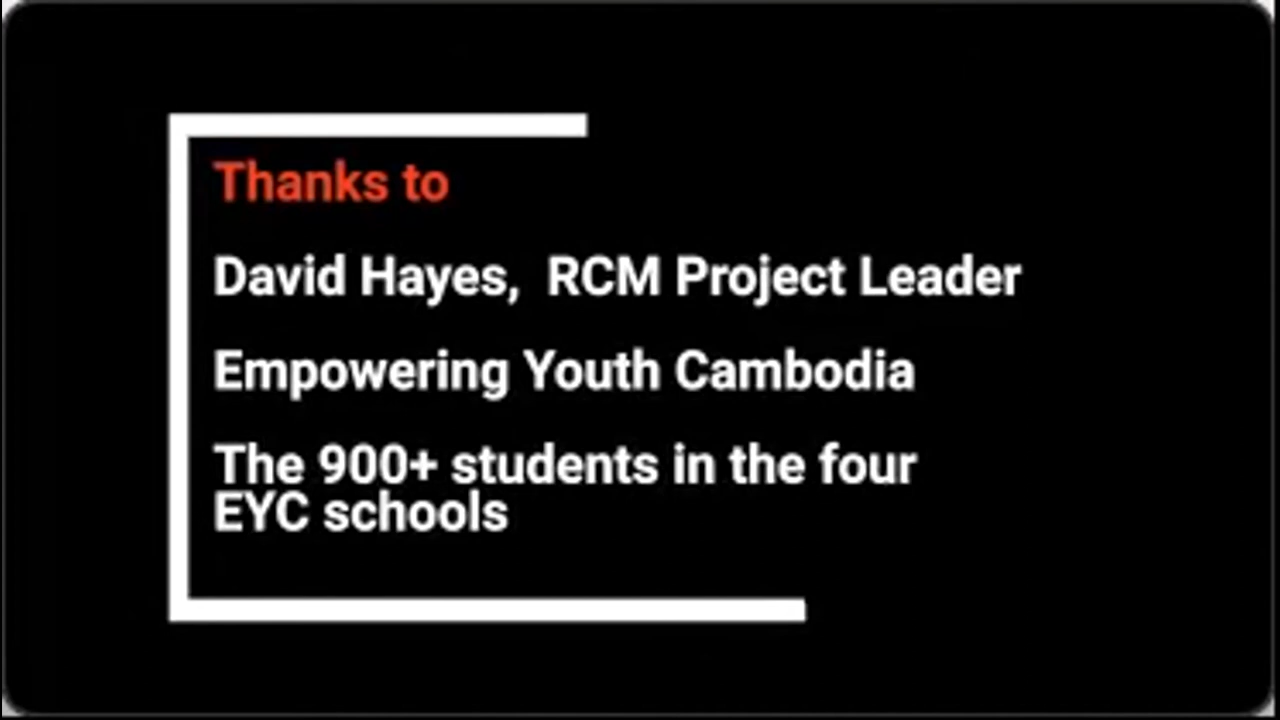 Thanks to
David Hayes,  RCM Project Leader
Empowering Youth Cambodia
The 900+ students in the four
EYC schools